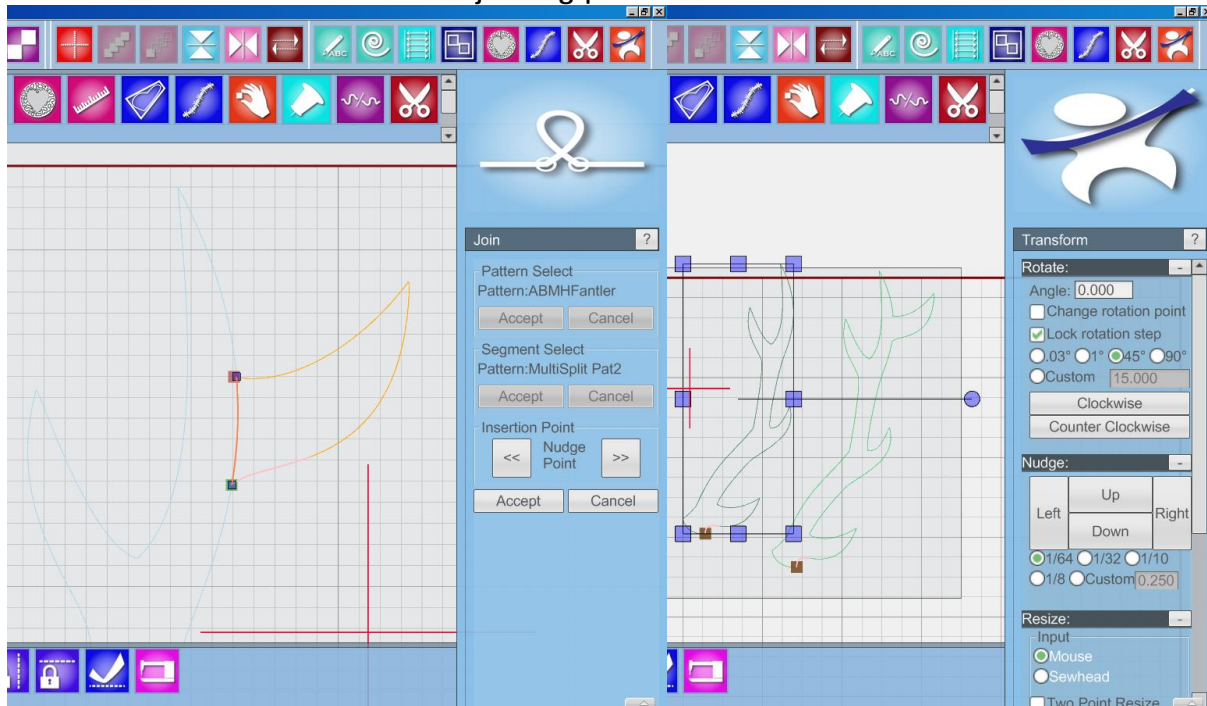 ABC
ABC
Join ?
Pattern Select
Pattern:ABMHFantler
Accept Cancel
Segment Select
Pattern:MultiSplit Pat2
Accept Cancel
Insertion Point
<< Nudge Point >>
Accept Cancel
Transform ?
Rotate: -
Angle: 0.000
Change rotation point
Lock rotation step
.03° 1° 45° 90°
Custom 15.000
Clockwise
Counter Clockwise
Nudge: -
Up
Left Right
Down
1/64 1/32 1/10
1/8 Custom 0.250
Resize: -
Input
Mouse
Sewhead
Two Point Resize